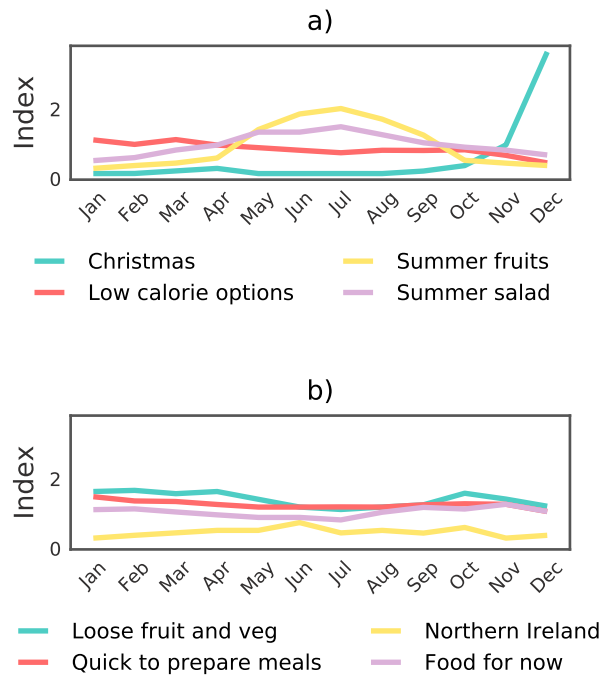 a)
Index
2
0
Jan Feb Mar Apr May Jun Jul Aug Sep Oct Nov Dec
Christmas Summer fruits
Low calorie options Summer salad
b)
Index
2
0
Jan Feb Mar Apr May Jun Jul Aug Sep Oct Nov Dec
Loose fruit and veg Northern Ireland
Quick to prepare meals Food for now